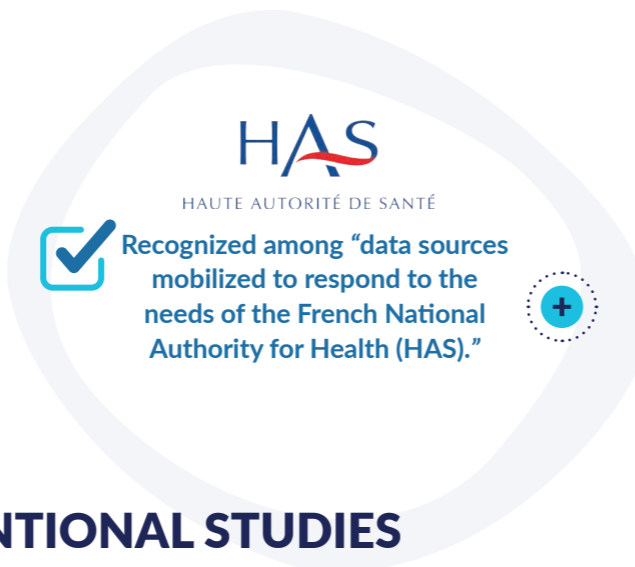 HAS
HAUTE AUTORITÉ DE SANTÉ
Recognized among “data sources
mobilized to respond to the
needs of the French National
Authority for Health (HAS).”
+
NTIONAL STUDIES